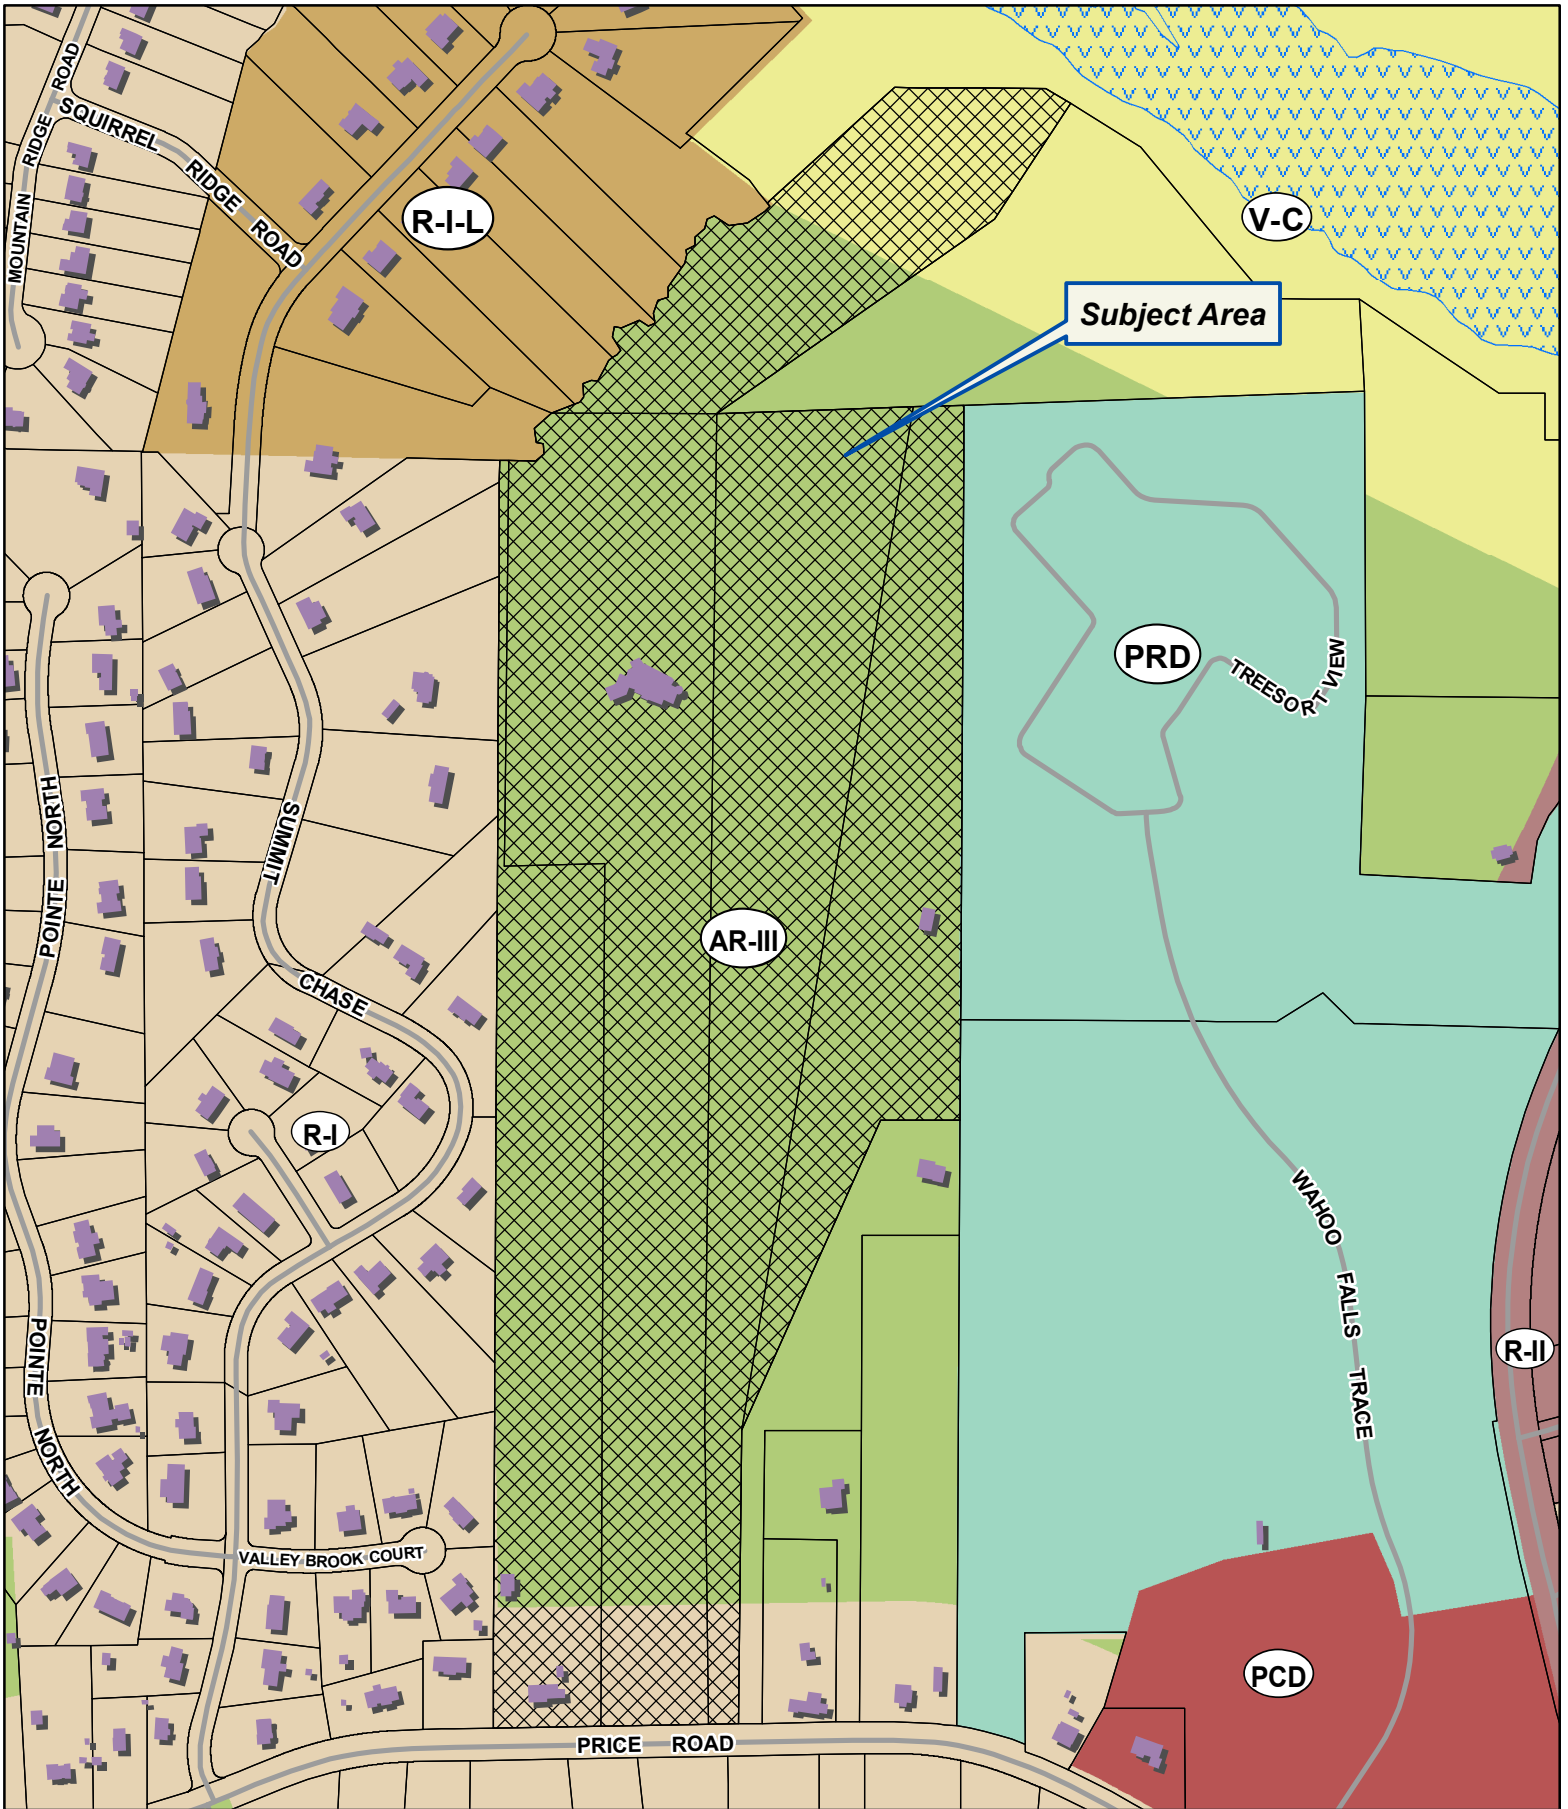 MOUNTAIN RIDGE ROAD
SQUIRREL RIDGE ROAD
R-I-L
V-C
Subject Area
PRD
TREESORT VIEW
POINTE NORTH
SUMMIT CHASE
AR-III
R-I
WAHOO FALLS TRACE
R-II
POINTE NORTH
VALLEY BROOK COURT
PCD
PRICE ROAD